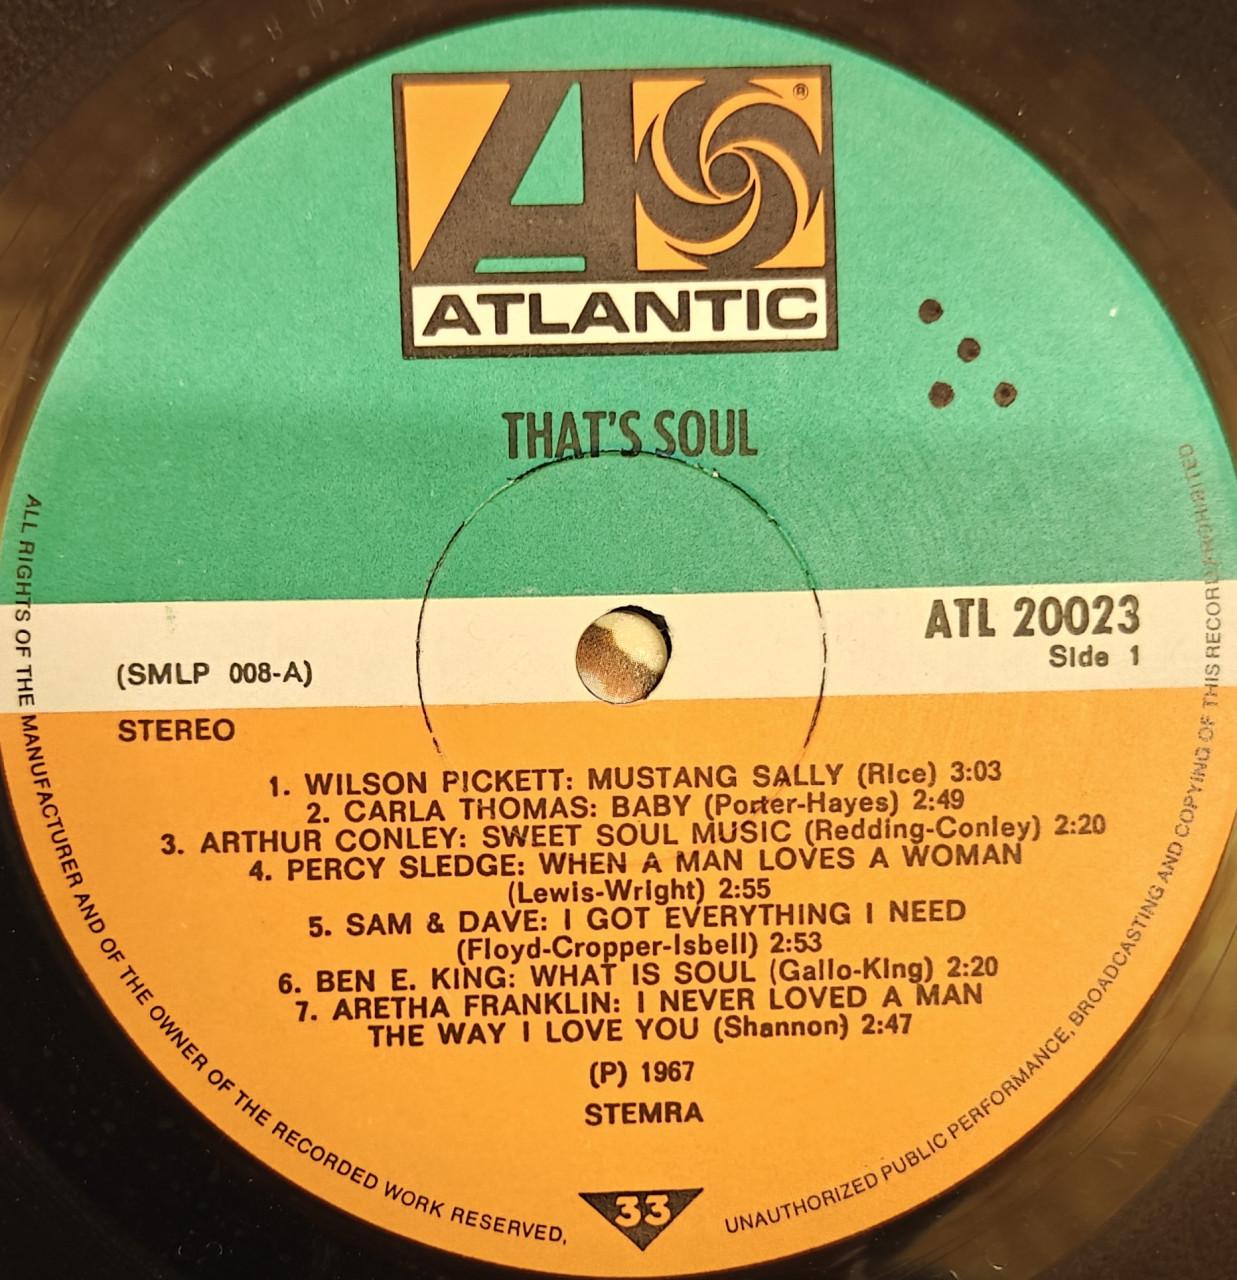 ®
ATLANTIC
THAT'S SOUL
ATL 20023
Side 1
(SMLP 008-A)
STEREO
1. WILSON PICKETT: MUSTANG SALLY (Rice) 3:03
2. CARLA THOMAS: BABY (Porter-Hayes) 2:49
3. ARTHUR CONLEY: SWEET SOUL MUSIC (Redding-Conley) 2:20
4. PERCY SLEDGE: WHEN A MAN LOVES A WOMAN
(Lewis-Wright) 2:55
5. SAM & DAVE: I GOT EVERYTHING I NEED
(Floyd-Cropper-Isbell) 2:53
6. BEN E. KING: WHAT IS SOUL (Gallo-King) 2:20
7. ARETHA FRANKLIN: I NEVER LOVED A MAN
THE WAY I LOVE YOU (Shannon) 2:47
(P) 1967
STEMRA
33
ALL RIGHTS OF THE MANUFACTURER AND OF THE OWNER OF THE RECORDED WORK RESERVED,
UNAUTHORIZED PUBLIC PERFORMANCE, BROADCASTING AND COPYING OF THIS RECORD PROHIBITED